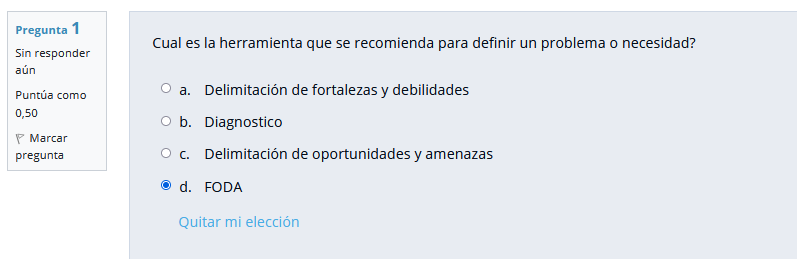 Pregunta 1
Sin responder
aún
Puntúa como
0,50
Marcar
pregunta
Cual es la herramienta que se recomienda para definir un problema o necesidad?
a. Delimitación de fortalezas y debilidades
b. Diagnostico
c. Delimitación de oportunidades y amenazas
d. FODA
Quitar mi elección